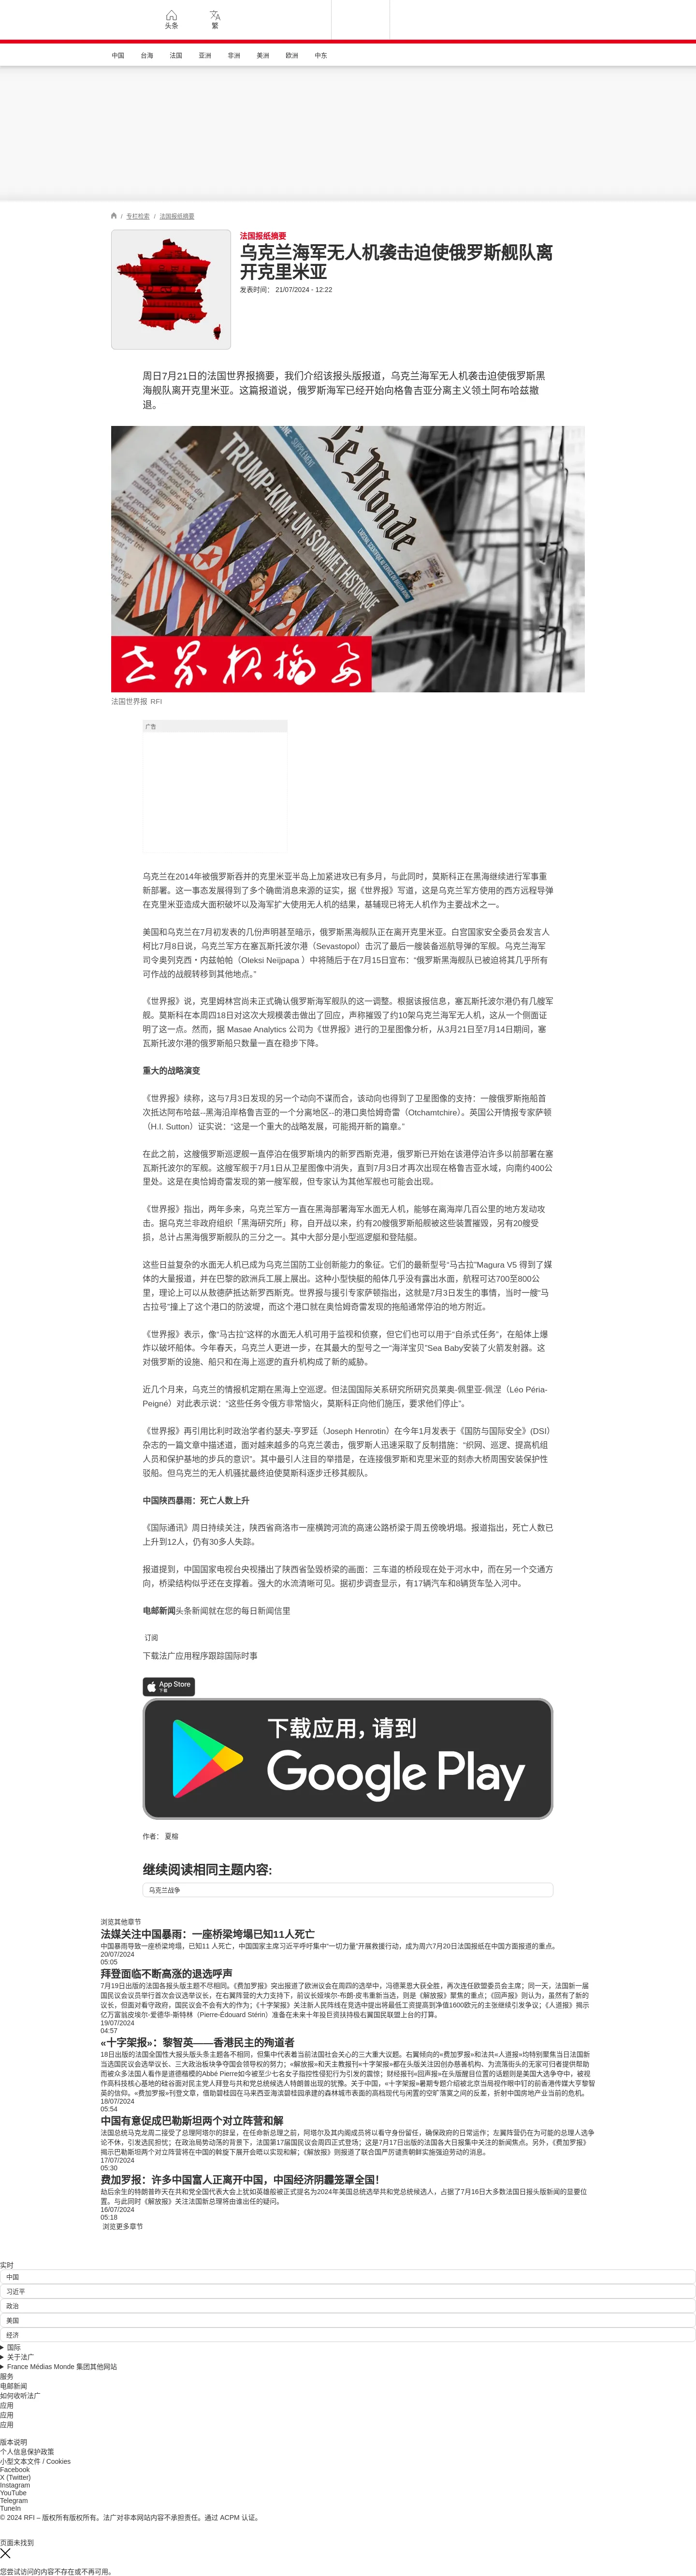 头条
繁
中国 台海 法国 亚洲 非洲 美洲 欧洲 中东
/ 专栏检索 / 法国报纸摘要
法国报纸摘要
乌克兰海军无人机袭击迫使俄罗斯舰队离
开克里米亚
发表时间： 21/07/2024 - 12:22
周日7月21日的法国世界报摘要，我们介绍该报头版报道，乌克兰海军无人机袭击迫使俄罗斯黑
海舰队离开克里米亚。这篇报道说，俄罗斯海军已经开始向格鲁吉亚分离主义领土阿布哈兹撤
退。
Le Monde
TRUMP-KIM: UN SOMMET HISTORIQUE
世界报摘要
法国世界报 RFI
广告
乌克兰在2014年被俄罗斯吞并的克里米亚半岛上加紧进攻已有多月，与此同时，莫斯科正在黑海继续进行军事重
新部署。这一事态发展得到了多个确凿消息来源的证实，据《世界报》写道，这是乌克兰军方使用的西方远程导弹
在克里米亚造成大面积破坏以及海军扩大使用无人机的结果，基辅现已将无人机作为主要战术之一。
美国和乌克兰在7月初发表的几份声明甚至暗示，俄罗斯黑海舰队正在离开克里米亚。白宫国家安全委员会发言人
柯比7月8日说，乌克兰军方在塞瓦斯托波尔港（Sevastopol）击沉了最后一艘装备巡航导弹的军舰。乌克兰海军
司令奥列克西・内兹帕帕（Oleksi Neijpapa ）中将随后于在7月15日宣布：“俄罗斯黑海舰队已被迫将其几乎所有
可作战的战舰转移到其他地点。”
《世界报》说，克里姆林宫尚未正式确认俄罗斯海军舰队的这一调整。根据该报信息，塞瓦斯托波尔港仍有几艘军
舰。莫斯科在本周四18日对这次大规模袭击做出了回应，声称摧毁了约10架乌克兰海军无人机，这从一个侧面证
明了这一点。然而，据 Masae Analytics 公司为《世界报》进行的卫星图像分析，从3月21日至7月14日期间，塞
瓦斯托波尔港的俄罗斯船只数量一直在稳步下降。
重大的战略演变
《世界报》续称，这与7月3日发现的另一个动向不谋而合，该动向也得到了卫星图像的支持：一艘俄罗斯拖船首
次抵达阿布哈兹--黑海沿岸格鲁吉亚的一个分离地区--的港口奥恰姆奇雷（Otchamtchire）。英国公开情报专家萨顿
（H.I. Sutton）证实说：“这是一个重大的战略发展，可能揭开新的篇章。”
在此之前，这艘俄罗斯巡逻舰一直停泊在俄罗斯境内的新罗西斯克港，俄罗斯已开始在该港停泊许多以前部署在塞
瓦斯托波尔的军舰。这艘军舰于7月1日从卫星图像中消失，直到7月3日才再次出现在格鲁吉亚水域，向南约400公
里处。这是在奥恰姆奇雷发现的第一艘军舰，但专家认为其他军舰也可能会出现。
《世界报》指出，两年多来，乌克兰军方一直在黑海部署海军水面无人机，能够在离海岸几百公里的地方发动攻
击。据乌克兰非政府组织「黑海研究所」称，自开战以来，约有20艘俄罗斯船舰被这些装置摧毁，另有20艘受
损，总计占黑海俄罗斯舰队的三分之一。其中大部分是小型巡逻艇和登陆艇。
这些日益复杂的水面无人机已成为乌克兰国防工业创新能力的象征。它们的最新型号“马古拉”Magura V5 得到了媒
体的大量报道，并在巴黎的欧洲兵工展上展出。这种小型快艇的船体几乎没有露出水面，航程可达700至800公
里，理论上可以从敖德萨抵达新罗西斯克。世界报与援引专家萨顿指出，这就是7月3日发生的事情，当时一艘“马
古拉号”撞上了这个港口的防波堤，而这个港口就在奥恰姆奇雷发现的拖船通常停泊的地方附近。
《世界报》表示，像“马古拉”这样的水面无人机可用于监视和侦察，但它们也可以用于“自杀式任务”，在船体上爆
炸以破坏船体。今年春天，乌克兰人更进一步，在其最大的型号之一“海洋宝贝”Sea Baby安装了火箭发射器。这
对俄罗斯的设施、船只和在海上巡逻的直升机构成了新的威胁。
近几个月来，乌克兰的情报机定期在黑海上空巡逻。但法国国际关系研究所研究员莱奥-佩里亚-佩涅（Léo Péria-
Peigné）对此表示说：“这些任务令俄方非常恼火，莫斯科正向他们施压，要求他们停止”。
《世界报》再引用比利时政治学者约瑟夫-亨罗廷（Joseph Henrotin）在今年1月发表于《国防与国际安全》(DSI）
杂志的一篇文章中描述道，面对越来越多的乌克兰袭击，俄罗斯人迅速采取了反制措施：“织网、巡逻、提高机组
人员和保护基地的步兵的意识”。其中最引人注目的举措是，在连接俄罗斯和克里米亚的刻赤大桥周围安装保护性
驳船。但乌克兰的无人机骚扰最终迫使莫斯科逐步迁移其舰队。
中国陕西暴雨：死亡人数上升
《国际通讯》周日持续关注，陕西省商洛市一座横跨河流的高速公路桥梁于周五傍晚坍塌。报道指出，死亡人数已
上升到12人，仍有30多人失踪。
报道提到，中国国家电视台央视播出了陕西省坠毁桥梁的画面：三车道的桥段现在处于河水中，而在另一个交通方
向，桥梁结构似乎还在支撑着。强大的水流清晰可见。据初步调查显示，有17辆汽车和8辆货车坠入河中。
电邮新闻头条新闻就在您的每日新闻信里
订阅
下载法广应用程序跟踪国际时事
App Store
下载
下载应用，请到
Google Play
作者： 夏榕
继续阅读相同主题内容:
乌克兰战争
浏览其他章节
法媒关注中国暴雨：一座桥梁垮塌已知11人死亡
中国暴雨导致一座桥梁垮塌，已知11 人死亡，中国国家主席习近平呼吁集中“一切力量”开展救援行动，成为周六7月20日法国报纸在中国方面报道的重点。
20/07/2024
05:05
拜登面临不断高涨的退选呼声
7月19日出版的法国各报头版主题不尽相同。《费加罗报》突出报道了欧洲议会在周四的选举中，冯德莱恩大获全胜，再次连任欧盟委员会主席；同一天，法国新一届
国民议会议员举行首次会议选举议长，在右翼阵营的大力支持下，前议长娅埃尔-布朗-皮韦重新当选，则是《解放报》聚焦的重点；《回声报》则认为，虽然有了新的
议长，但面对看守政府，国民议会不会有大的作为；《十字架报》关注新人民阵线在竞选中提出将最低工资提高到净值1600欧元的主张继续引发争议；《人道报》揭示
亿万富翁皮埃尔-爱德华-斯特林（Pierre-Édouard Stérin）准备在未来十年投巨资扶持极右翼国民联盟上台的打算。
19/07/2024
04:57
«十字架报»：黎智英——香港民主的殉道者
18日出版的法国全国性大报头版头条主题各不相同，但集中代表着当前法国社会关心的三大重大议题。右翼倾向的«费加罗报»和法共«人道报»均特别聚焦当日法国新
当选国民议会选举议长、三大政治板块争夺国会领导权的努力；«解放报»和天主教报刊«十字架报»都在头版关注因创办慈善机构、为流落街头的无家可归者提供帮助
而被众多法国人看作是道德楷模的Abbé Pierre如今被至少七名女子指控性侵犯行为引发的震惊；财经报刊«回声报»在头版醒目位置的话题则是美国大选争夺中，被视
作高科技核心基地的硅谷面对民主党人拜登与共和党总统候选人特朗普出现的犹豫。关于中国，«十字架报»暑期专题介绍被北京当局视作眼中钉的前香港传媒大亨黎智
英的信仰。«费加罗报»刊登文章，借助碧桂园在马来西亚海滨碧桂园承建的森林城市表面的高档现代与闲置的空旷落寞之间的反差，折射中国房地产业当前的危机。
18/07/2024
05:54
中国有意促成巴勒斯坦两个对立阵营和解
法国总统马克龙周二接受了总理阿塔尔的辞呈，在任命新总理之前，阿塔尔及其内阁成员将以看守身份留任，确保政府的日常运作；左翼阵营仍在为可能的总理人选争
论不休，引发选民担忧；在政治局势动荡的背景下，法国第17届国民议会周四正式登场；这是7月17日出版的法国各大日报集中关注的新闻焦点。另外，《费加罗报》
揭示巴勒斯坦两个对立阵营将在中国的斡旋下展开会晤以实现和解；《解放报》则报道了联合国严厉谴责朝鲜实施强迫劳动的消息。
17/07/2024
05:30
费加罗报：许多中国富人正离开中国，中国经济阴霾笼罩全国！
劫后余生的特朗普昨天在共和党全国代表大会上犹如英雄般被正式提名为2024年美国总统选举共和党总统候选人，占据了7月16日大多数法国日报头版新闻的显要位
置。与此同时《解放报》关注法国新总理将由谁出任的疑问。
16/07/2024
05:18
浏览更多章节
实时
中国
习近平
政治
美国
经济
国际
关于法广
France Médias Monde 集团其他网站
服务
电邮新闻
如何收听法广
应用
应用
应用
版本说明
个人信息保护政策
小型文本文件 / Cookies
Facebook
X (Twitter)
Instagram
YouTube
Telegram
TuneIn
© 2024 RFI – 版权所有版权所有。法广对非本网站内容不承担责任。通过 ACPM 认证。
页面未找到
您尝试访问的内容不存在或不再可用。